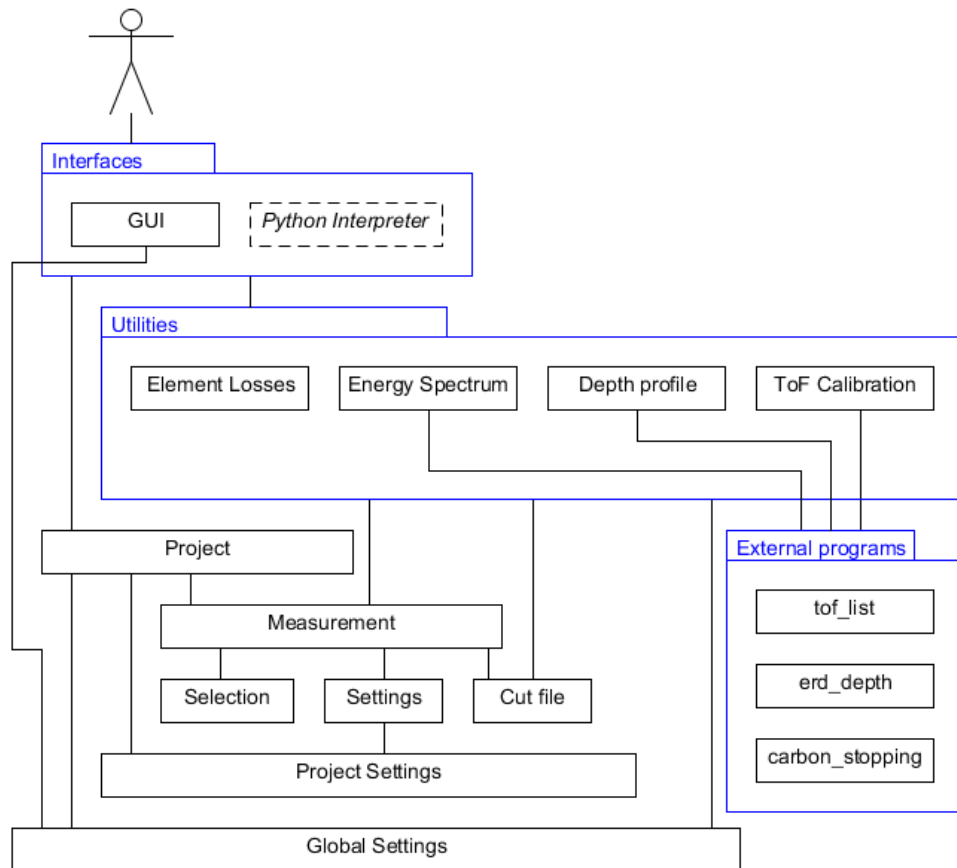 Interfaces
GUI
Python Interpreter
Utilities
Element Losses
Energy Spectrum
Depth profile
ToF Calibration
Project
External programs
tof_list
Measurement
erd_depth
Selection
Settings
Cut file
carbon_stopping
Project Settings
Global Settings